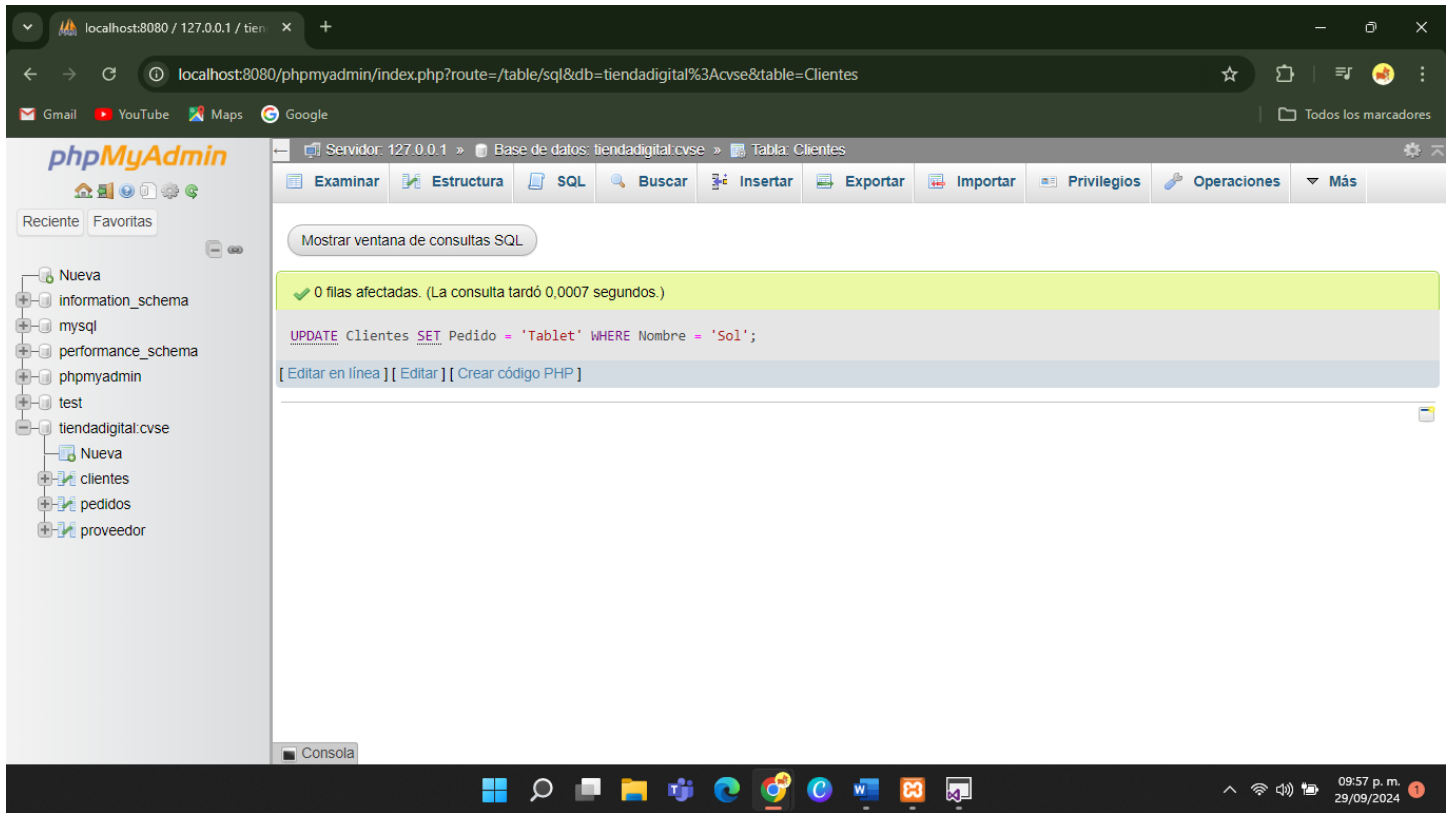 localhost:8080 / 127.0.0.1 / tien
localhost:8080/phpmyadmin/index.php?route=/table/sql&db=tiendadigital%3Acvse&table=Clientes
Gmail YouTube Maps Google Todos los marcadores
phpMyAdmin
Reciente Favoritas
Nueva
information_schema
mysql
performance_schema
phpmyadmin
test
tiendadigital:cvse
Nueva
clientes
pedidos
proveedor
Servidor: 127.0.0.1 » Base de datos: tiendadigital:cvse » Tabla: Clientes
Examinar Estructura SQL Buscar Insertar Exportar Importar Privilegios Operaciones Más
Mostrar ventana de consultas SQL
0 filas afectadas. (La consulta tardó 0,0007 segundos.)
UPDATE Clientes SET Pedido = 'Tablet' WHERE Nombre = 'Sol';
[ Editar en línea ] [ Editar ] [ Crear código PHP ]
Consola
09:57 p. m.
29/09/2024
1